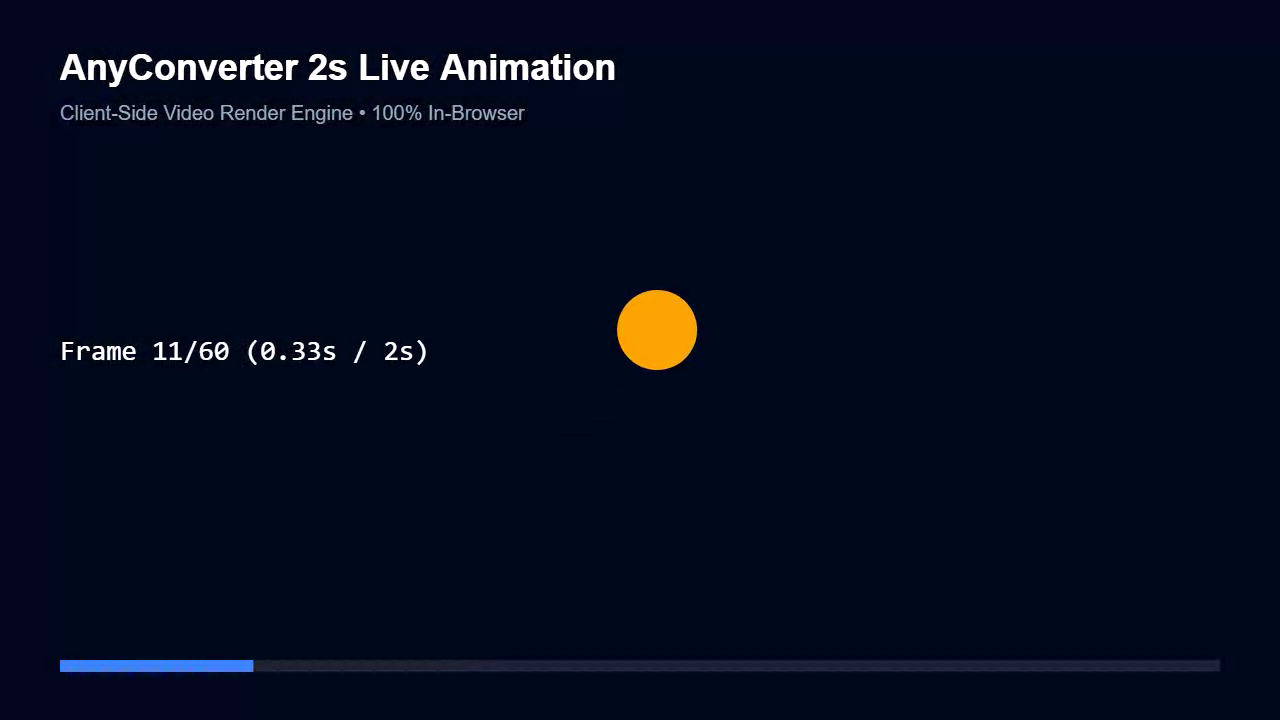 AnyConverter 2s Live Animation
Client-Side Video Render Engine • 100% In-Browser
Frame 11/60 (0.33s / 2s)